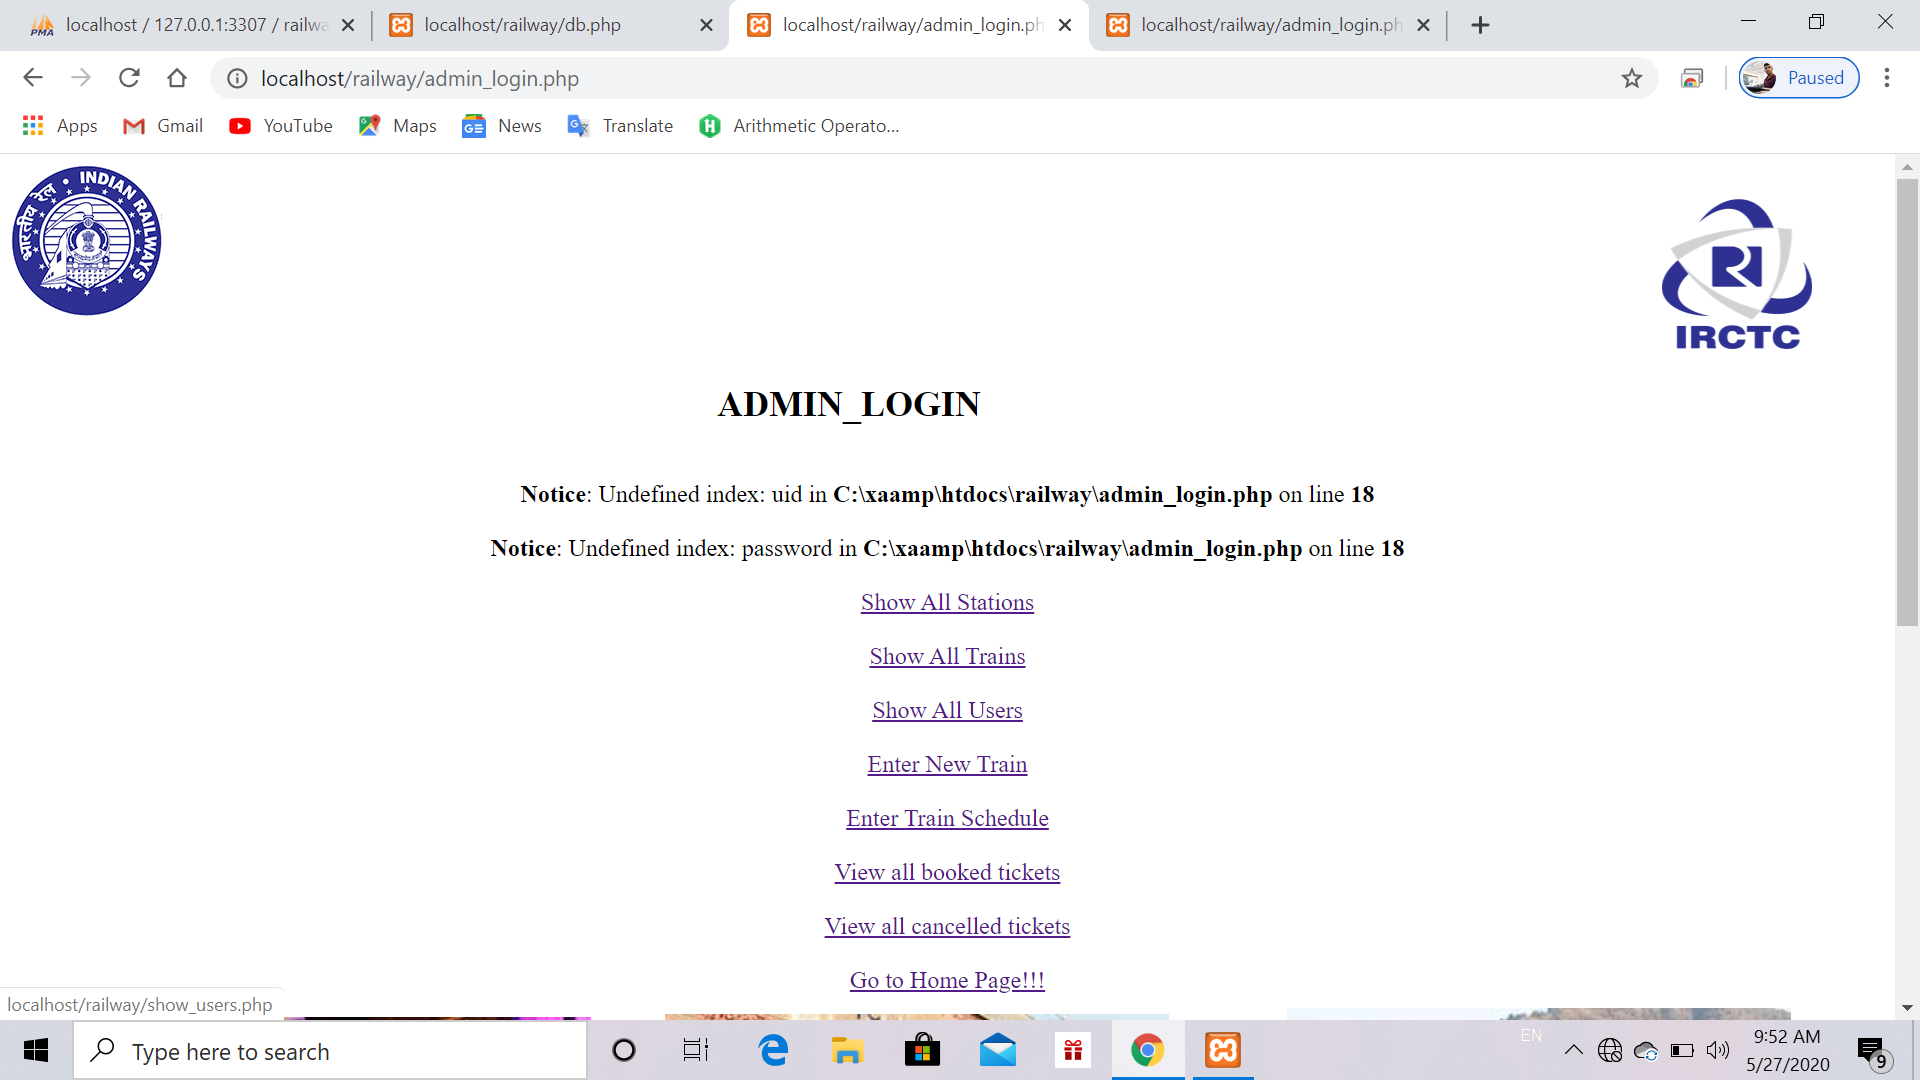 localhost / 127.0.0.1:3307 / railwa
localhost/railway/db.php
localhost/railway/admin_login.ph
localhost/railway/admin_login.ph
localhost/railway/admin_login.php
Paused
Apps
Gmail
YouTube
Maps
News
Translate
Arithmetic Operato...
भारतीय रेल • INDIAN RAILWAYS
IRCTC
ADMIN_LOGIN
Notice: Undefined index: uid in C:\xaamp\htdocs\railway\admin_login.php on line 18
Notice: Undefined index: password in C:\xaamp\htdocs\railway\admin_login.php on line 18
Show All Stations
Show All Trains
Show All Users
Enter New Train
Enter Train Schedule
View all booked tickets
View all cancelled tickets
Go to Home Page!!!
localhost/railway/show_users.php
Type here to search
EN
9:52 AM
5/27/2020
9